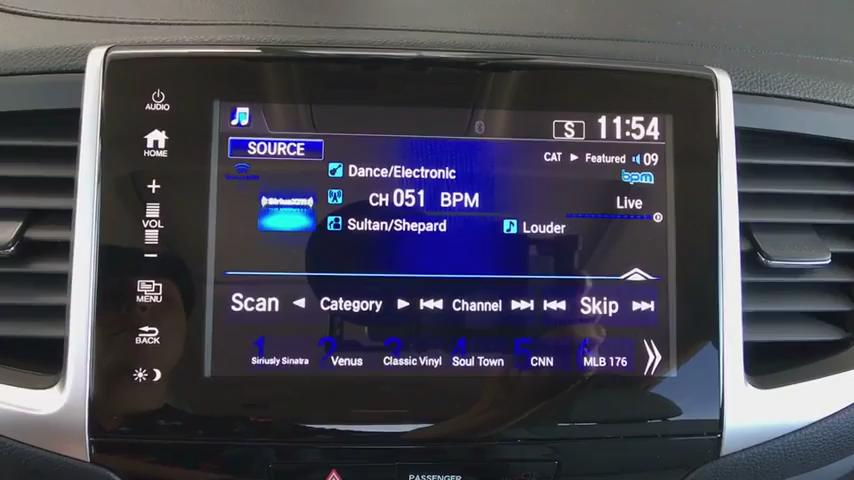 AUDIO
HOME
VOL
MENU
BACK
S 11:54
SOURCE
CAT ▶ Featured 09
SiriusXM
Dance/Electronic
bpm
CH 051 BPM
Live
Sultan/Shepard
Louder
Scan ◀ Category ▶ Channel Skip
1 2 3 4 5 6
Siriusly Sinatra Venus Classic Vinyl Soul Town CNN MLB 176
PASSENGER